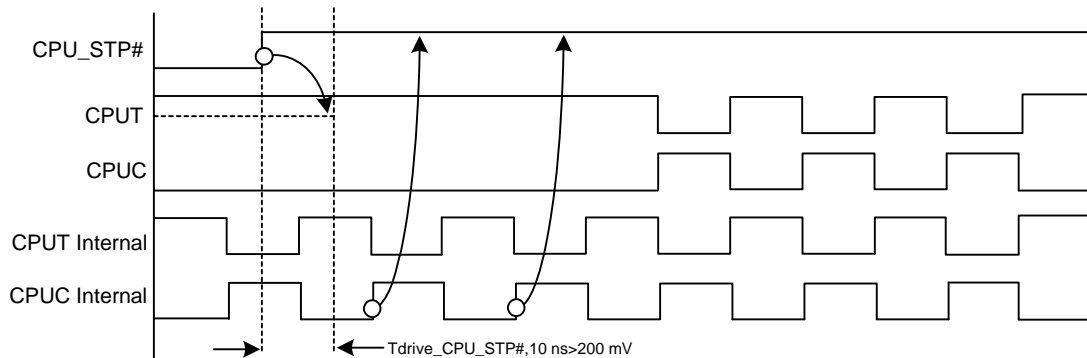 CPU_STP#
CPUT
CPUC
CPUT Internal
CPUC Internal
Tdrive_CPU_STP#,10 ns>200 mV